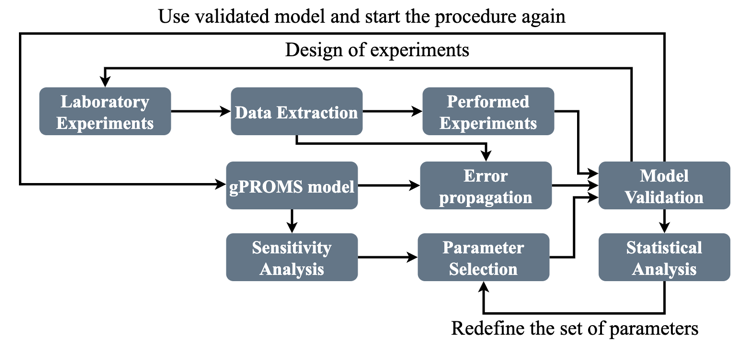 Use validated model and start the procedure again
Design of experiments
Laboratory
Experiments
Data Extraction
Performed
Experiments
gPROMS model
Error
propagation
Model
Validation
Sensitivity
Analysis
Parameter
Selection
Statistical
Analysis
Redefine the set of parameters